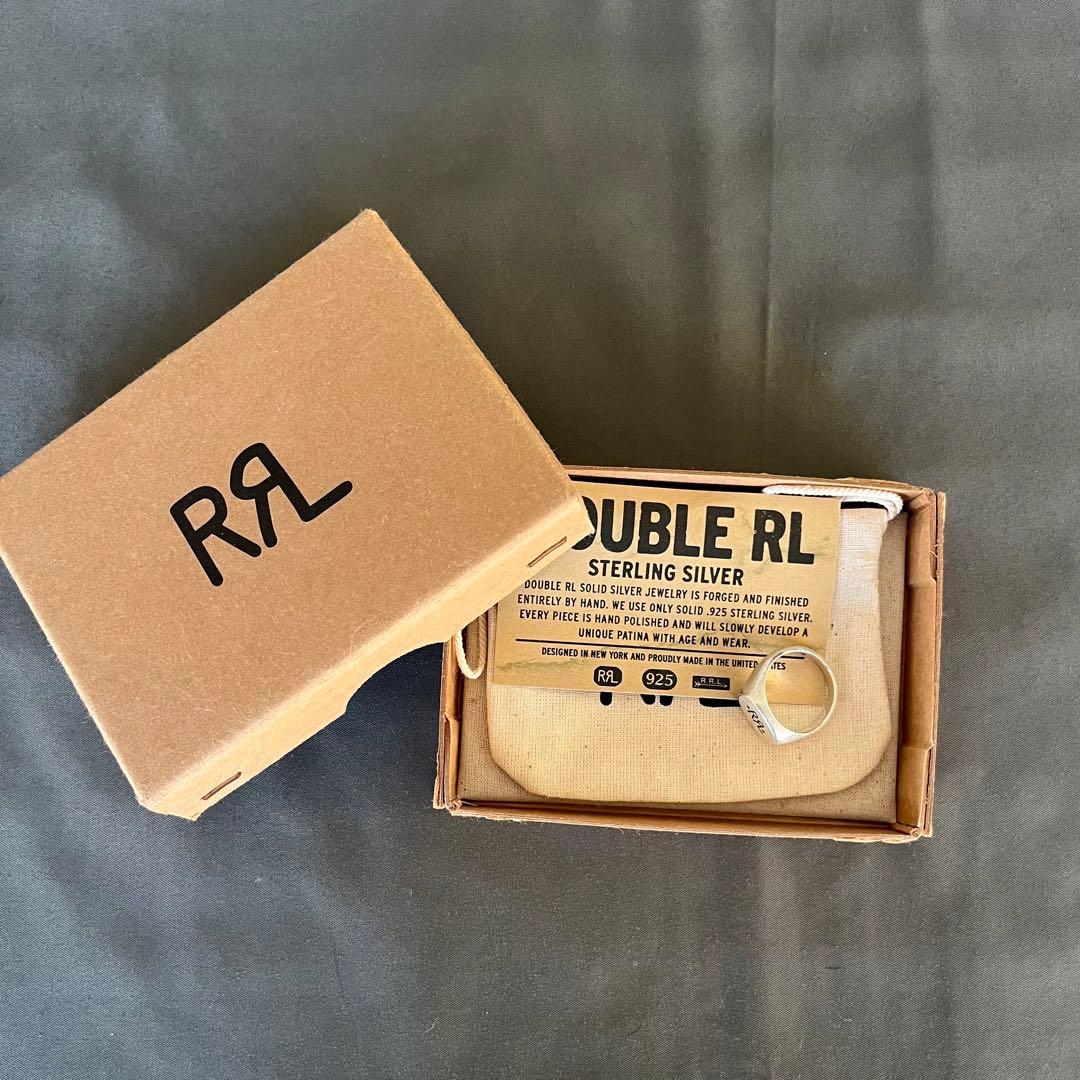 RRL
OUBLE RL
STERLING SILVER
DOUBLE RL SOLID SILVER JEWELRY IS FORGED AND FINISHED
ENTIRELY BY HAND. WE USE ONLY SOLID .925 STERLING SILVER.
EVERY PIECE IS HAND POLISHED AND WILL SLOWLY DEVELOP A
UNIQUE PATINA WITH AGE AND WEAR.
DESIGNED IN NEW YORK AND PROUDLY MADE IN THE UNITED STATES
RRL 925 R.R.L.
-RRL-